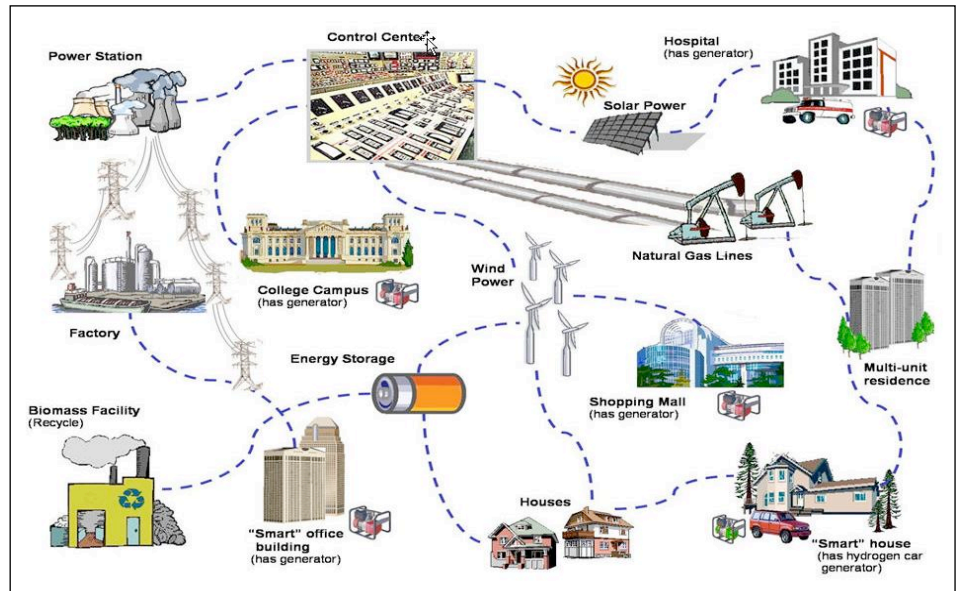 Control Center
Power Station
Hospital
(has generator)
Solar Power
Natural Gas Lines
Wind
Power
College Campus
(has generator)
Factory
Energy Storage
Multi-unit
residence
Shopping Mall
(has generator)
Biomass Facility
(Recycle)
"Smart" office
building
(has generator)
Houses
"Smart" house
(has hydrogen car
generator)